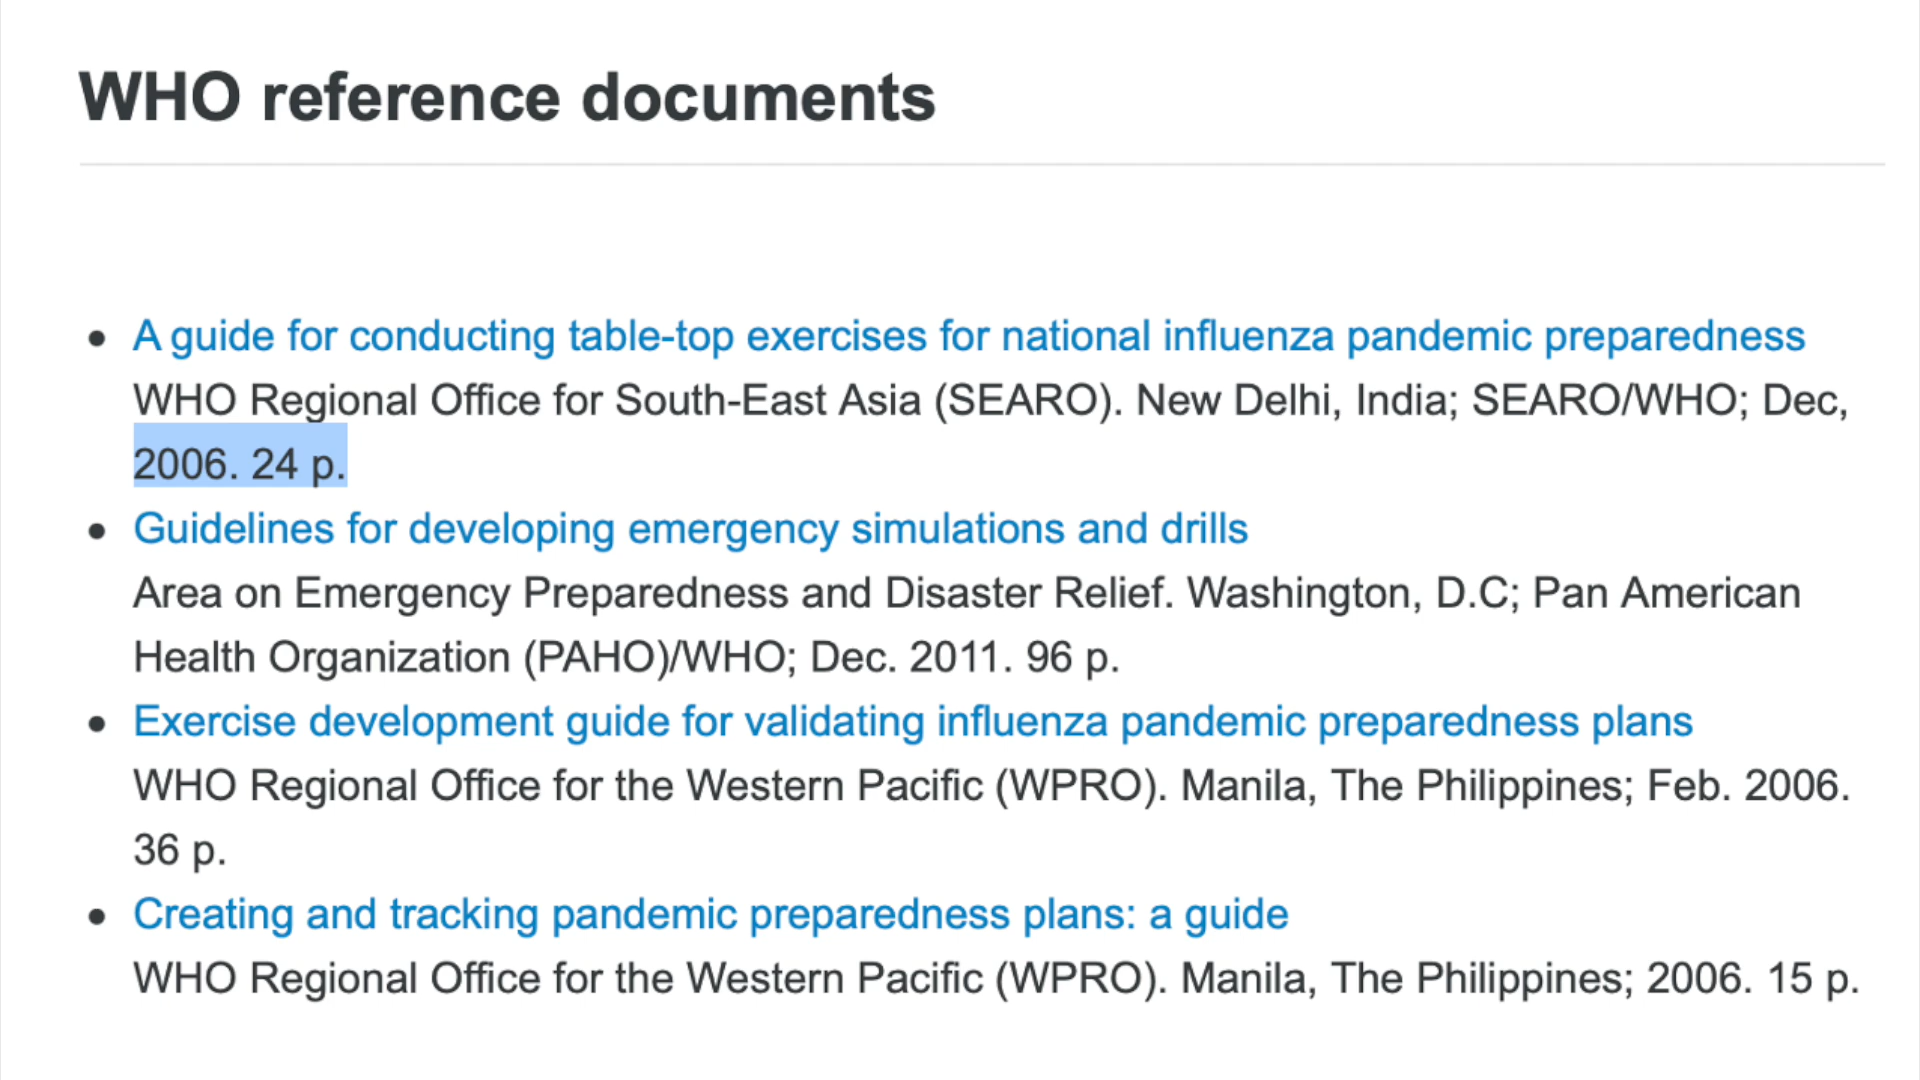 WHO reference documents
A guide for conducting table-top exercises for national influenza pandemic preparedness
WHO Regional Office for South-East Asia (SEARO). New Delhi, India; SEARO/WHO; Dec,
2006. 24 p.
Guidelines for developing emergency simulations and drills
Area on Emergency Preparedness and Disaster Relief. Washington, D.C; Pan American
Health Organization (PAHO)/WHO; Dec. 2011. 96 p.
Exercise development guide for validating influenza pandemic preparedness plans
WHO Regional Office for the Western Pacific (WPRO). Manila, The Philippines; Feb. 2006.
36 p.
Creating and tracking pandemic preparedness plans: a guide
WHO Regional Office for the Western Pacific (WPRO). Manila, The Philippines; 2006. 15 p.